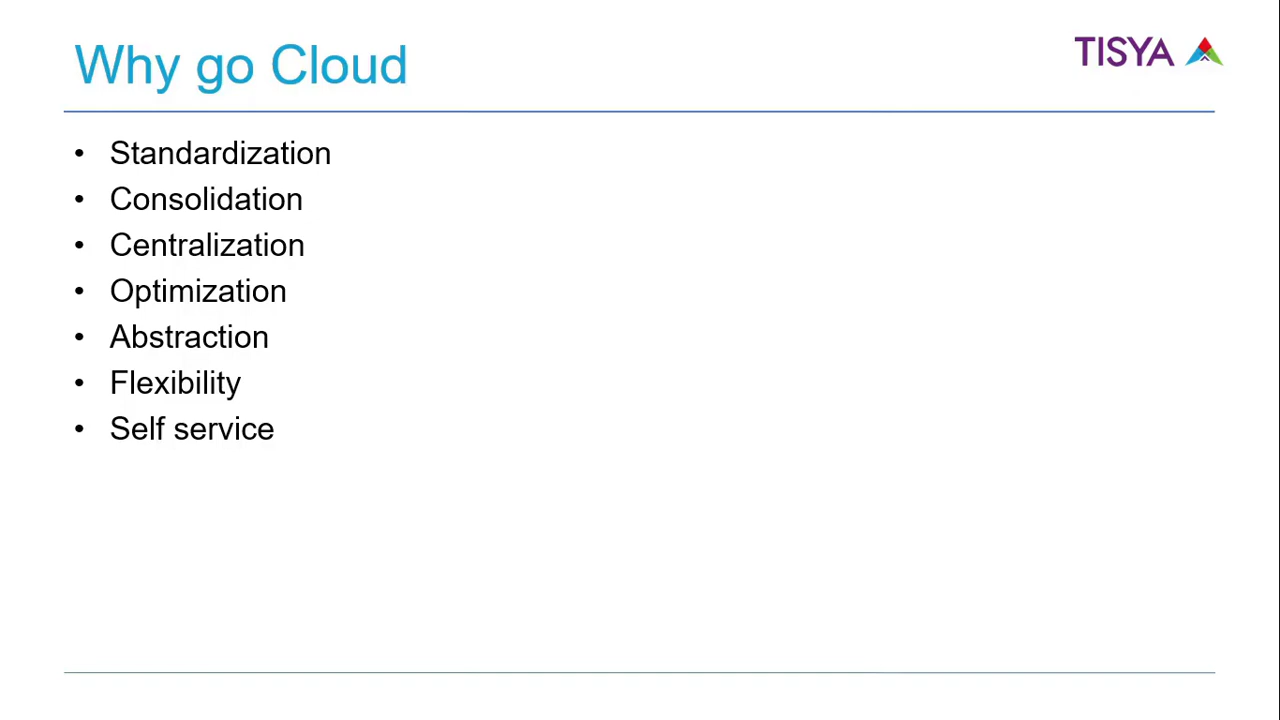 Why go Cloud
TISYA
• Standardization
• Consolidation
• Centralization
• Optimization
• Abstraction
• Flexibility
• Self service